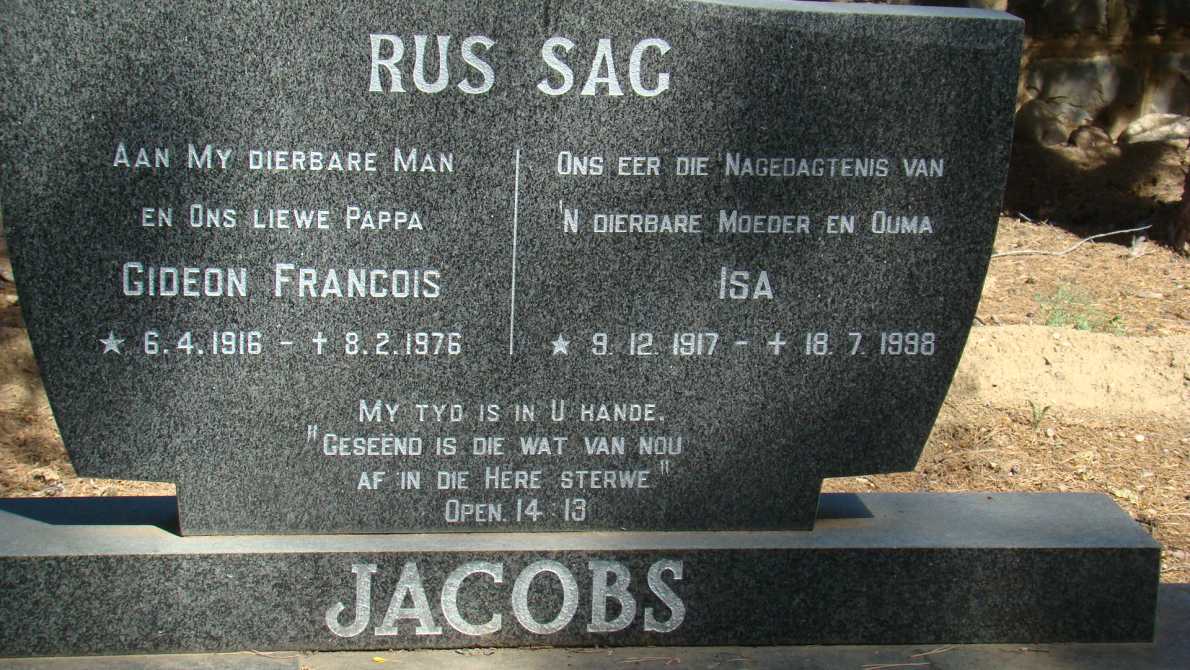 RUS SAG
AAN MY DIERBARE MAN
EN ONS LIEWE PAPPA
GIDEON FRANCOIS
★ 6.4.1916 - ✝ 8.2.1976
ONS EER DIE NAGEDAGTENIS VAN
'N DIERBARE MOEDER EN OUMA
ISA
★ 9.12.1917 - ✝ 18.7.1998
MY TYD IS IN U HANDE.
"GESEËND IS DIE WAT VAN NOU
AF IN DIE HËRE STERWE"
OPEN. 14:13
JACOBS